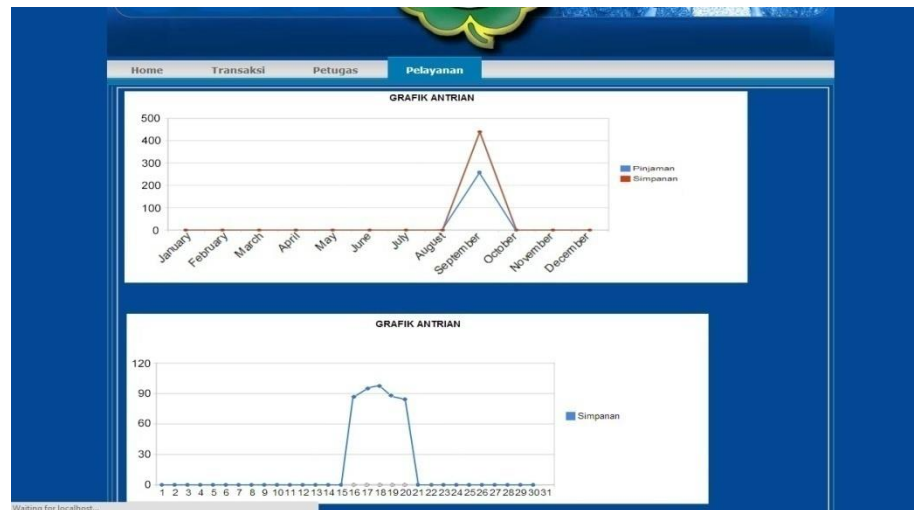 Home Transaksi Petugas Pelayanan
GRAFIK ANTRIAN
500
400
300
200
100
0
January February March April May June July August September October November December
Pinjaman
Simpanan
GRAFIK ANTRIAN
120
90
60
30
0
1 2 3 4 5 6 7 8 9 10 11 12 13 14 15 16 17 18 19 20 21 22 23 24 25 26 27 28 29 30 31
Simpanan
Waiting for localhost...